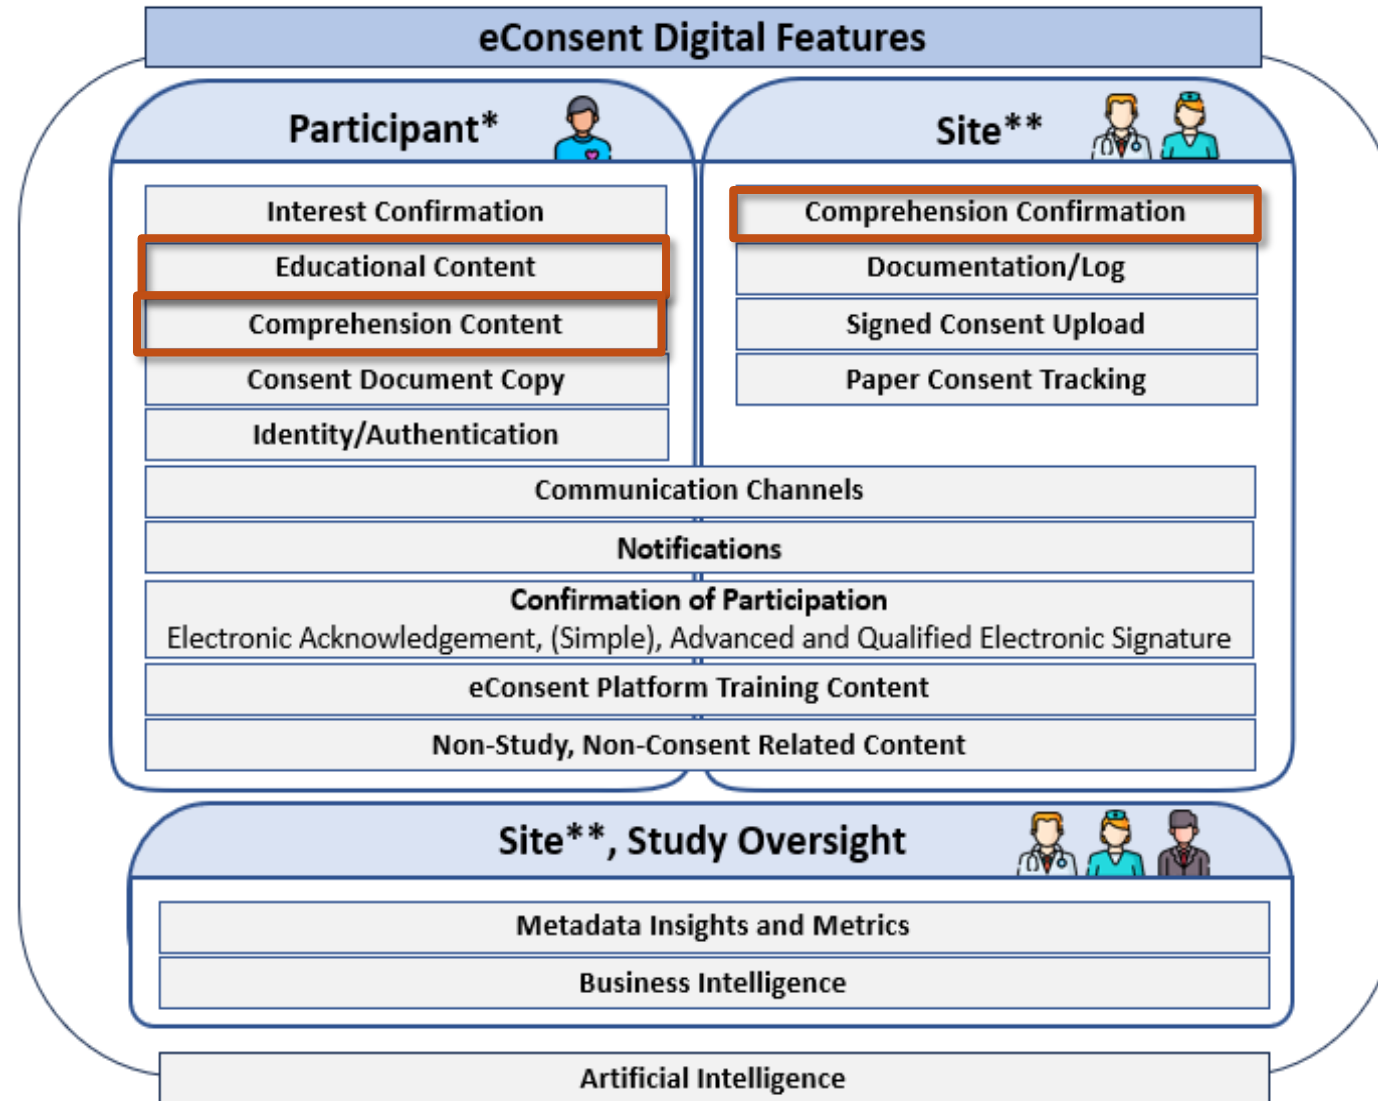 eConsent Digital Features
Participant*
Site**
Interest Confirmation
Educational Content
Comprehension Content
Consent Document Copy
Identity/Authentication
Comprehension Confirmation
Documentation/Log
Signed Consent Upload
Paper Consent Tracking
Communication Channels
Notifications
Confirmation of Participation
Electronic Acknowledgement, (Simple), Advanced and Qualified Electronic Signature
eConsent Platform Training Content
Non-Study, Non-Consent Related Content
Site**, Study Oversight
Metadata Insights and Metrics
Business Intelligence
Artificial Intelligence